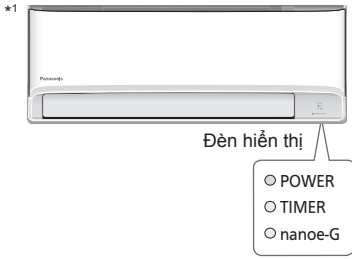 *1
Panasonic
Đèn hiển thị
POWER
TIMER
nanoe-G